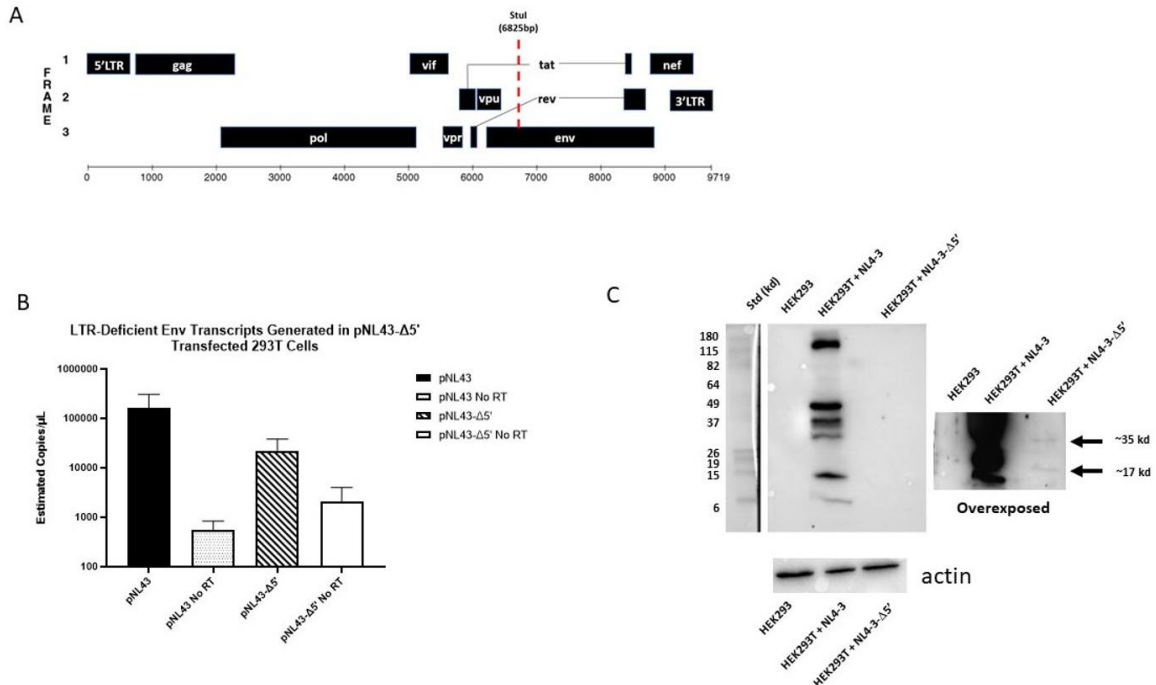 A
StuI
(6825bp)
FRAME
1
5'LTR
gag
vif
tat
nef
2
vpu
rev
3'LTR
3
pol
vpr
env
0 1000 2000 3000 4000 5000 6000 7000 8000 9000 9719
B
LTR-Deficient Env Transcripts Generated in pNL43-Δ5'
Transfected 293T Cells
Estimated Copies/μL
1000000
100000
10000
1000
100
pNL43
pNL43 No RT
pNL43-Δ5'
pNL43-Δ5' No RT
pNL43
pNL43 No RT
pNL43-Δ5'
pNL43-Δ5' No RT
C
Std (kd)
HEK293
HEK293T + NL4-3
HEK293T + NL4-3-Δ5'
180
115
82
64
49
37
26
19
15
6
HEK293
HEK293T + NL4-3
HEK293T + NL4-3-Δ5'
~35 kd
~17 kd
Overexposed
actin
HEK293
HEK293T + NL4-3
HEK293T + NL4-3-Δ5'